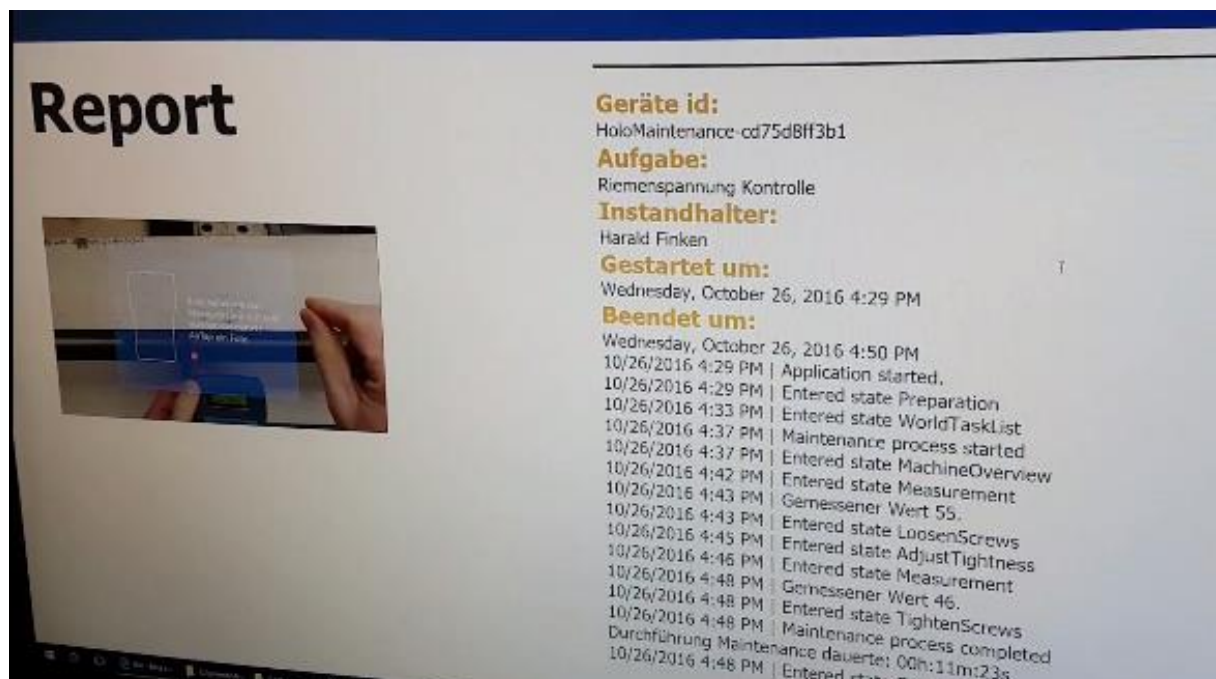 Report
Geräte id:
HoloMaintenance-cd75d8ff3b1
Aufgabe:
Riemenspannung Kontrolle
Instandhalter:
Harald Finken
Gestartet um:
Wednesday, October 26, 2016 4:29 PM
Beendet um:
Wednesday, October 26, 2016 4:50 PM
10/26/2016 4:29 PM | Application started.
10/26/2016 4:29 PM | Entered state Preparation
10/26/2016 4:33 PM | Entered state WorldTaskList
10/26/2016 4:37 PM | Maintenance process started
10/26/2016 4:37 PM | Entered state MachineOverview
10/26/2016 4:42 PM | Entered state Measurement
10/26/2016 4:43 PM | Gemessener Wert 55.
10/26/2016 4:43 PM | Entered state LoosenScrews
10/26/2016 4:45 PM | Entered state AdjustTightness
10/26/2016 4:46 PM | Entered state Measurement
10/26/2016 4:48 PM | Gemessener Wert 46.
10/26/2016 4:48 PM | Entered state TightenScrews
10/26/2016 4:48 PM | Maintenance process completed
Durchführung Maintenance dauerte: 00h:11m:23s
10/26/2016 4:48 PM | Entered